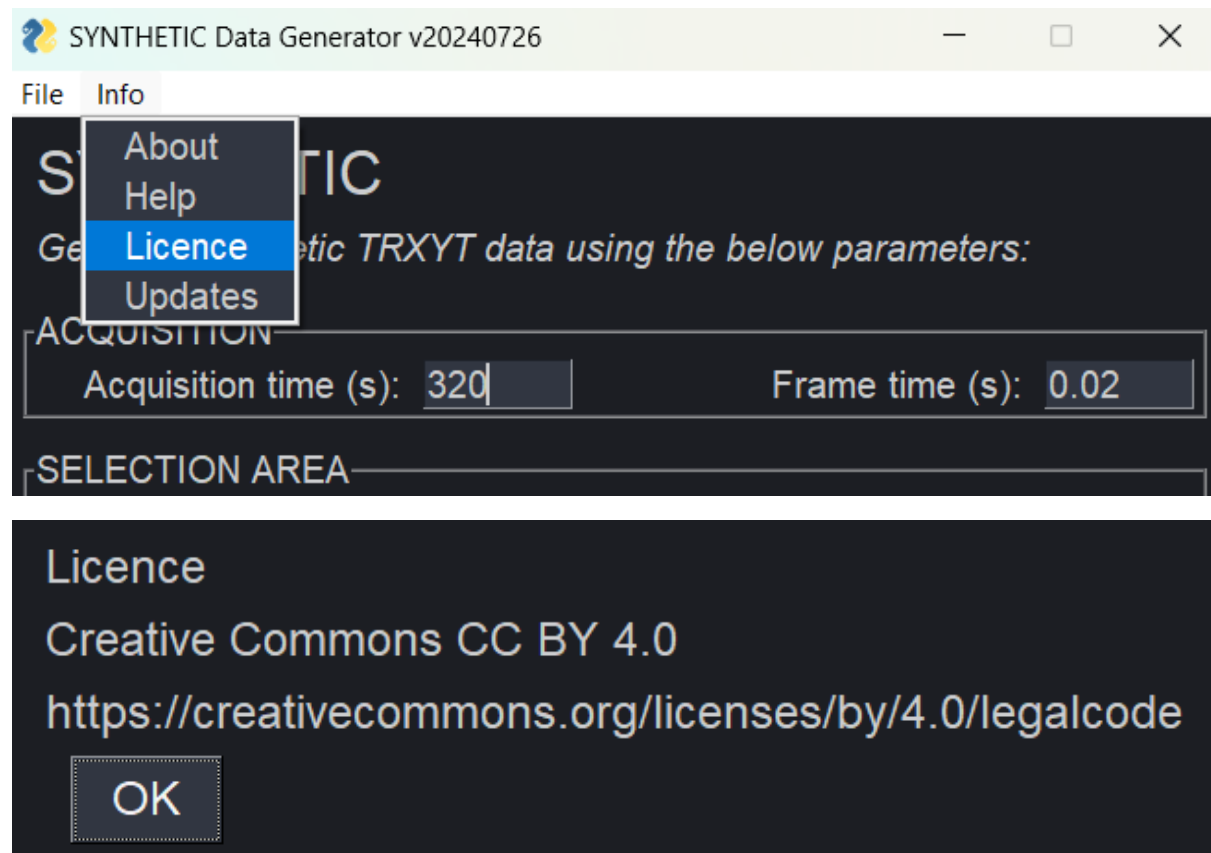 SYNTHETIC Data Generator v20240726
File Info
About
Help
Licence
Updates
S TIC
Ge etic TRXYT data using the below parameters:
ACQUISITION
Acquisition time (s): 320 Frame time (s): 0.02
SELECTION AREA
Licence
Creative Commons CC BY 4.0
https://creativecommons.org/licenses/by/4.0/legalcode
OK